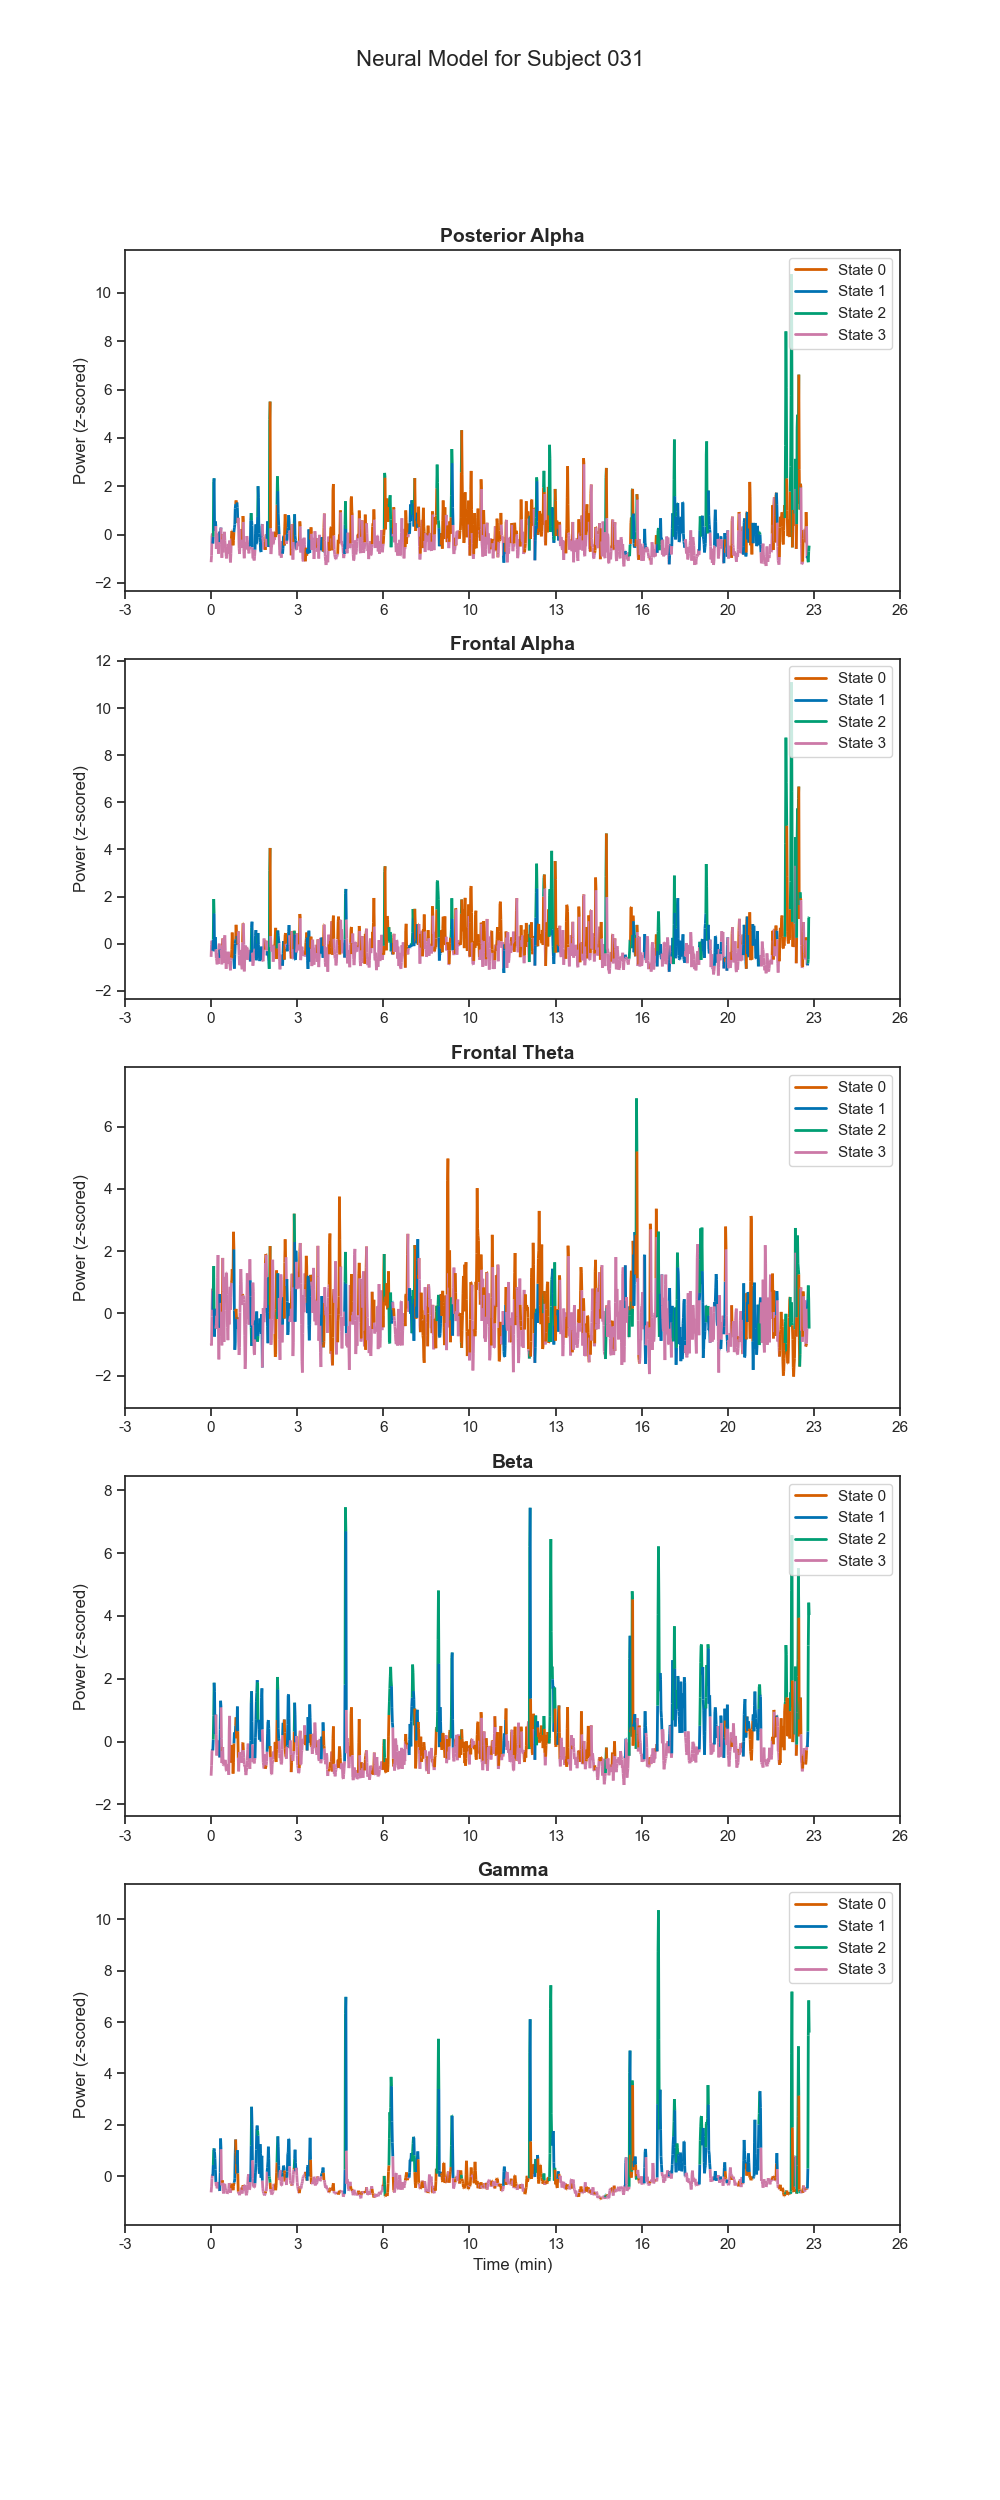 Neural Model for Subject 031
Posterior Alpha
Power (z-scored)
10
8
6
4
2
0
−2
State 0
State 1
State 2
State 3
-3 0 3 6 10 13 16 20 23 26
Frontal Alpha
Power (z-scored)
12
10
8
6
4
2
0
−2
State 0
State 1
State 2
State 3
-3 0 3 6 10 13 16 20 23 26
Frontal Theta
Power (z-scored)
6
4
2
0
−2
State 0
State 1
State 2
State 3
-3 0 3 6 10 13 16 20 23 26
Beta
Power (z-scored)
8
6
4
2
0
−2
State 0
State 1
State 2
State 3
-3 0 3 6 10 13 16 20 23 26
Gamma
Power (z-scored)
10
8
6
4
2
0
State 0
State 1
State 2
State 3
-3 0 3 6 10 13 16 20 23 26
Time (min)